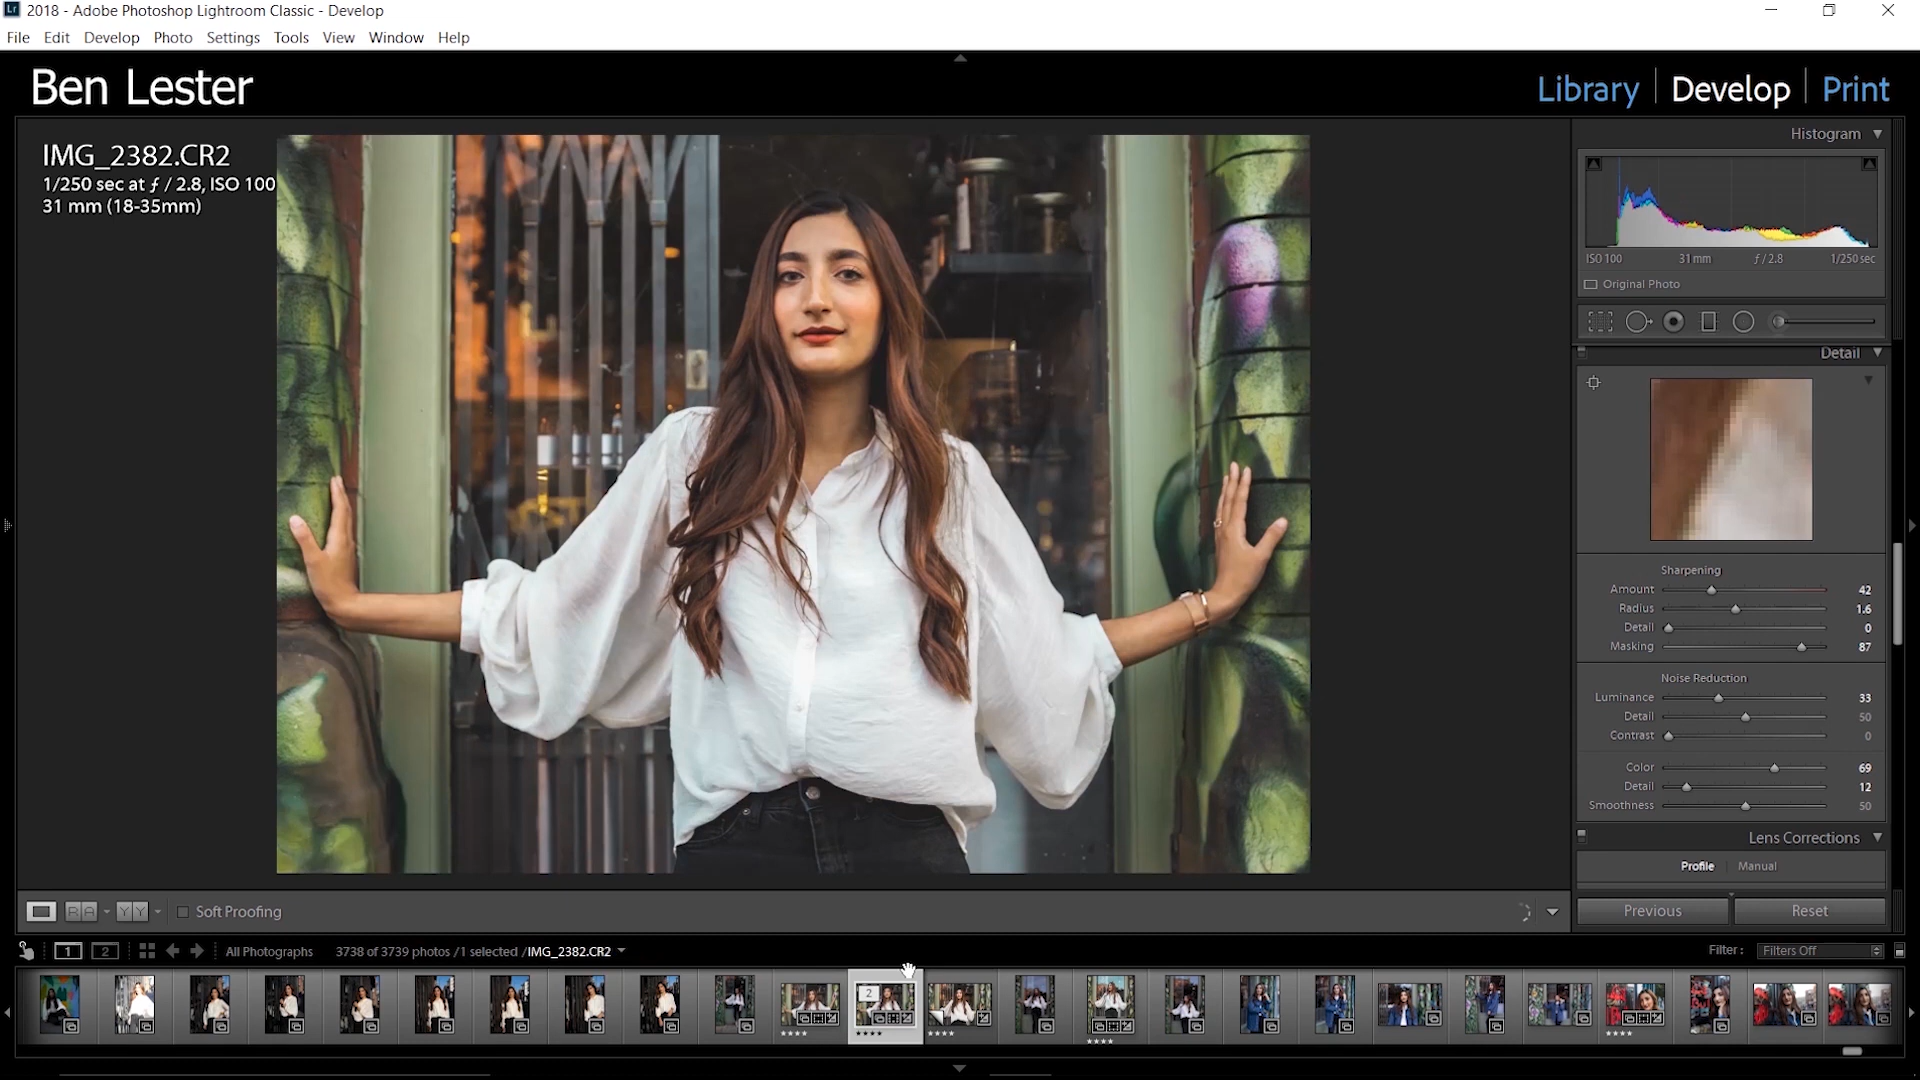 Lr 2018 - Adobe Photoshop Lightroom Classic - Develop
File Edit Develop Photo Settings Tools View Window Help
Ben Lester
Library Develop Print
Histogram
IMG_2382.CR2
1/250 sec at ƒ / 2.8, ISO 100
31 mm (18-35mm)
ISO 100 31 mm ƒ / 2.8 1/250 sec
Original Photo
Detail
Sharpening
Amount 42
Radius 1.6
Detail 0
Masking 87
Noise Reduction
Luminance 33
Detail 50
Contrast 0
Color 69
Detail 12
Smoothness 50
Lens Corrections
Profile Manual
R A Y Y Soft Proofing
Previous Reset
1 2 All Photographs 3738 of 3739 photos /1 selected /IMG_2382.CR2 Filter : Filters Off
2